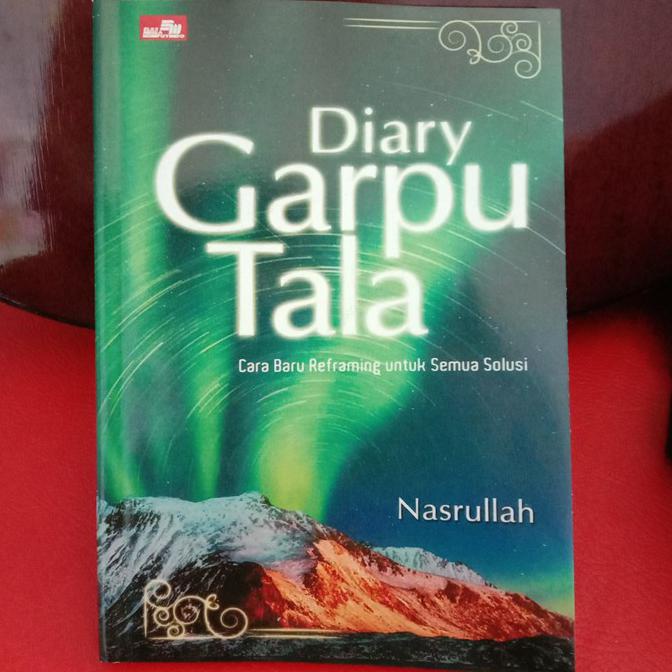 Diary
Garpu
Tala
Cara Baru Reframing untuk Semua Solusi
Nasrullah